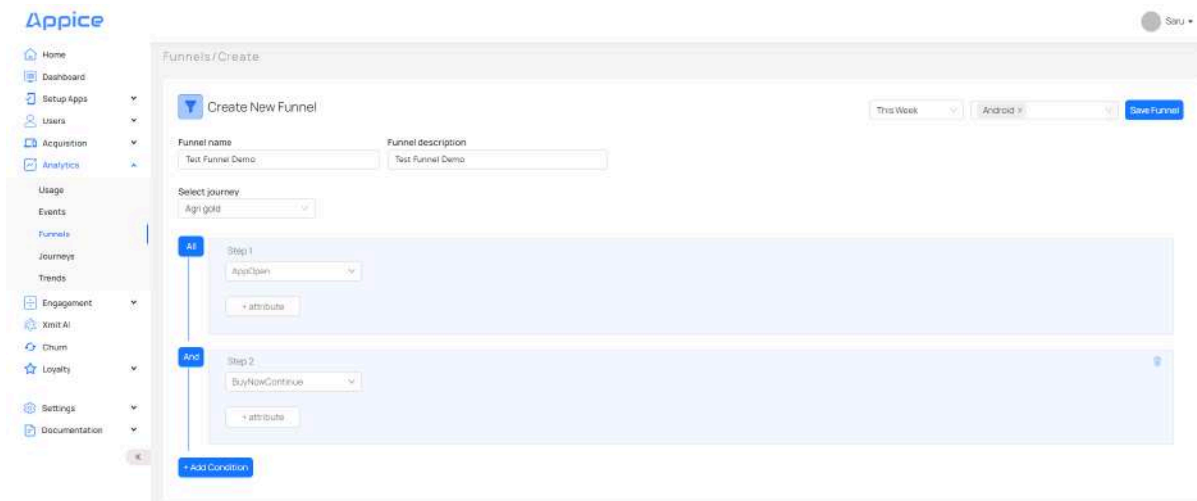 Appice
Saru
Home
Dashboard
Setup Apps
Users
Acquisition
Analytics
Usage
Events
Funnels
Journeys
Trends
Engagement
Xmit AI
Churn
Loyalty
Settings
Documentation
Funnels/Create
Create New Funnel
This Week
Android ×
Save Funnel
Funnel name
Funnel description
Test Funnel Demo
Test Funnel Demo
Select journey
Agri gold
All
Step 1
AppOpen
+ attribute
And
Step 2
BuyNowContinue
+ attribute
+ Add Condition